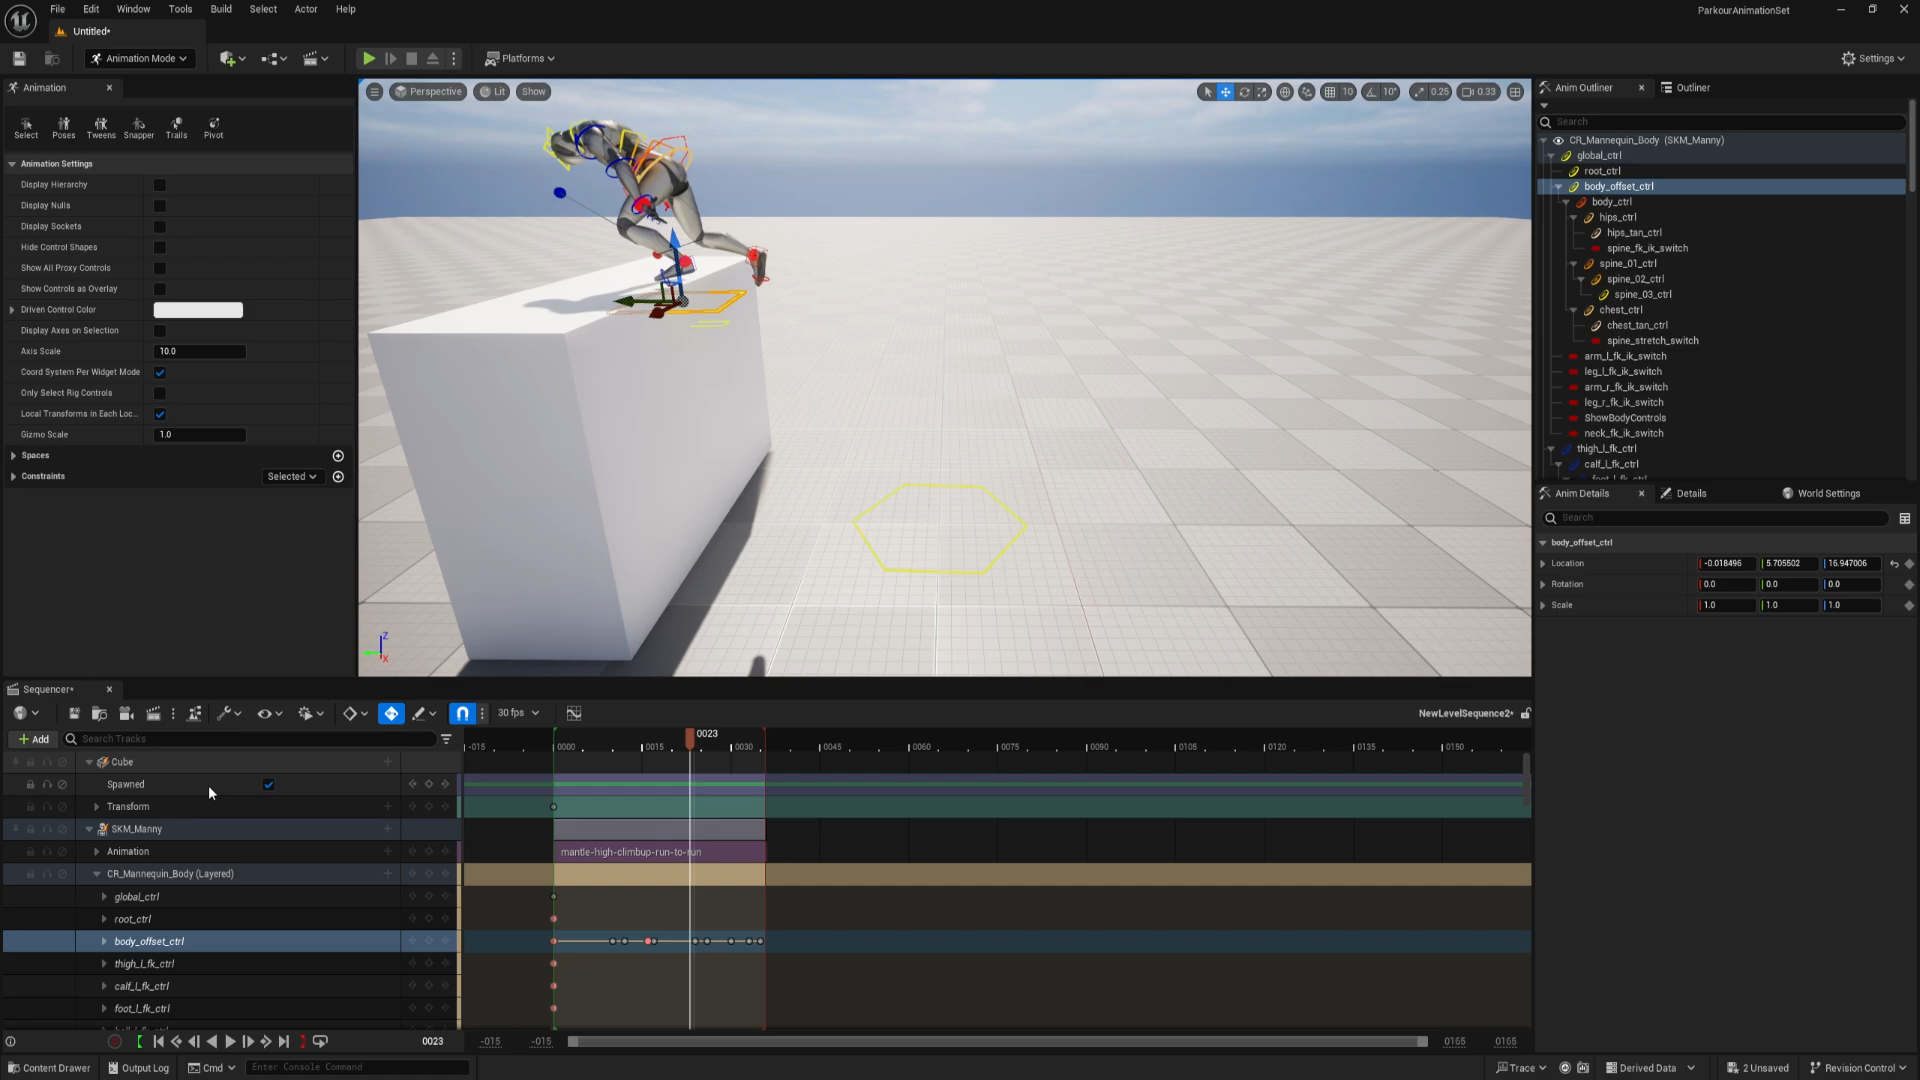 File Edit Window Tools Build Select Actor Help
ParkourAnimationSet
Untitled*
Animation Mode
Platforms
Settings
Animation
Select Poses Tweens Snapper Trails Pivot
Animation Settings
Display Hierarchy
Display Nulls
Display Sockets
Hide Control Shapes
Show All Proxy Controls
Show Controls as Overlay
Driven Control Color
Display Axes on Selection
Axis Scale 10.0
Coord System Per Widget Mode
Only Select Rig Controls
Local Transforms in Each Loc...
Gizmo Scale 1.0
Spaces
Constraints Selected
Perspective Lit Show
10 10° 0.25 0.33
Z
X
Anim Outliner Outliner
Search
CR_Mannequin_Body (SKM_Manny)
global_ctrl
root_ctrl
body_offset_ctrl
body_ctrl
hips_ctrl
hips_tan_ctrl
spine_fk_ik_switch
spine_01_ctrl
spine_02_ctrl
spine_03_ctrl
chest_ctrl
chest_tan_ctrl
spine_stretch_switch
arm_l_fk_ik_switch
leg_l_fk_ik_switch
arm_r_fk_ik_switch
leg_r_fk_ik_switch
ShowBodyControls
neck_fk_ik_switch
thigh_l_fk_ctrl
calf_l_fk_ctrl
foot_l_fk_ctrl
Anim Details Details World Settings
Search
body_offset_ctrl
Location -0.018496 5.705502 16.947006
Rotation 0.0 0.0 0.0
Scale 1.0 1.0 1.0
Sequencer*
30 fps
NewLevelSequence2*
Add Search Tracks
0023
-015 0000 0015 0030 0045 0060 0075 0090 0105 0120 0135 0150
Cube
Spawned
Transform
SKM_Manny
Animation
mantle-high-climbup-run-to-run
CR_Mannequin_Body (Layered)
global_ctrl
root_ctrl
body_offset_ctrl
thigh_l_fk_ctrl
calf_l_fk_ctrl
foot_l_fk_ctrl
0023 -015 -015 0165 0165
Content Drawer Output Log Cmd Enter Console Command
Trace Derived Data 2 Unsaved Revision Control